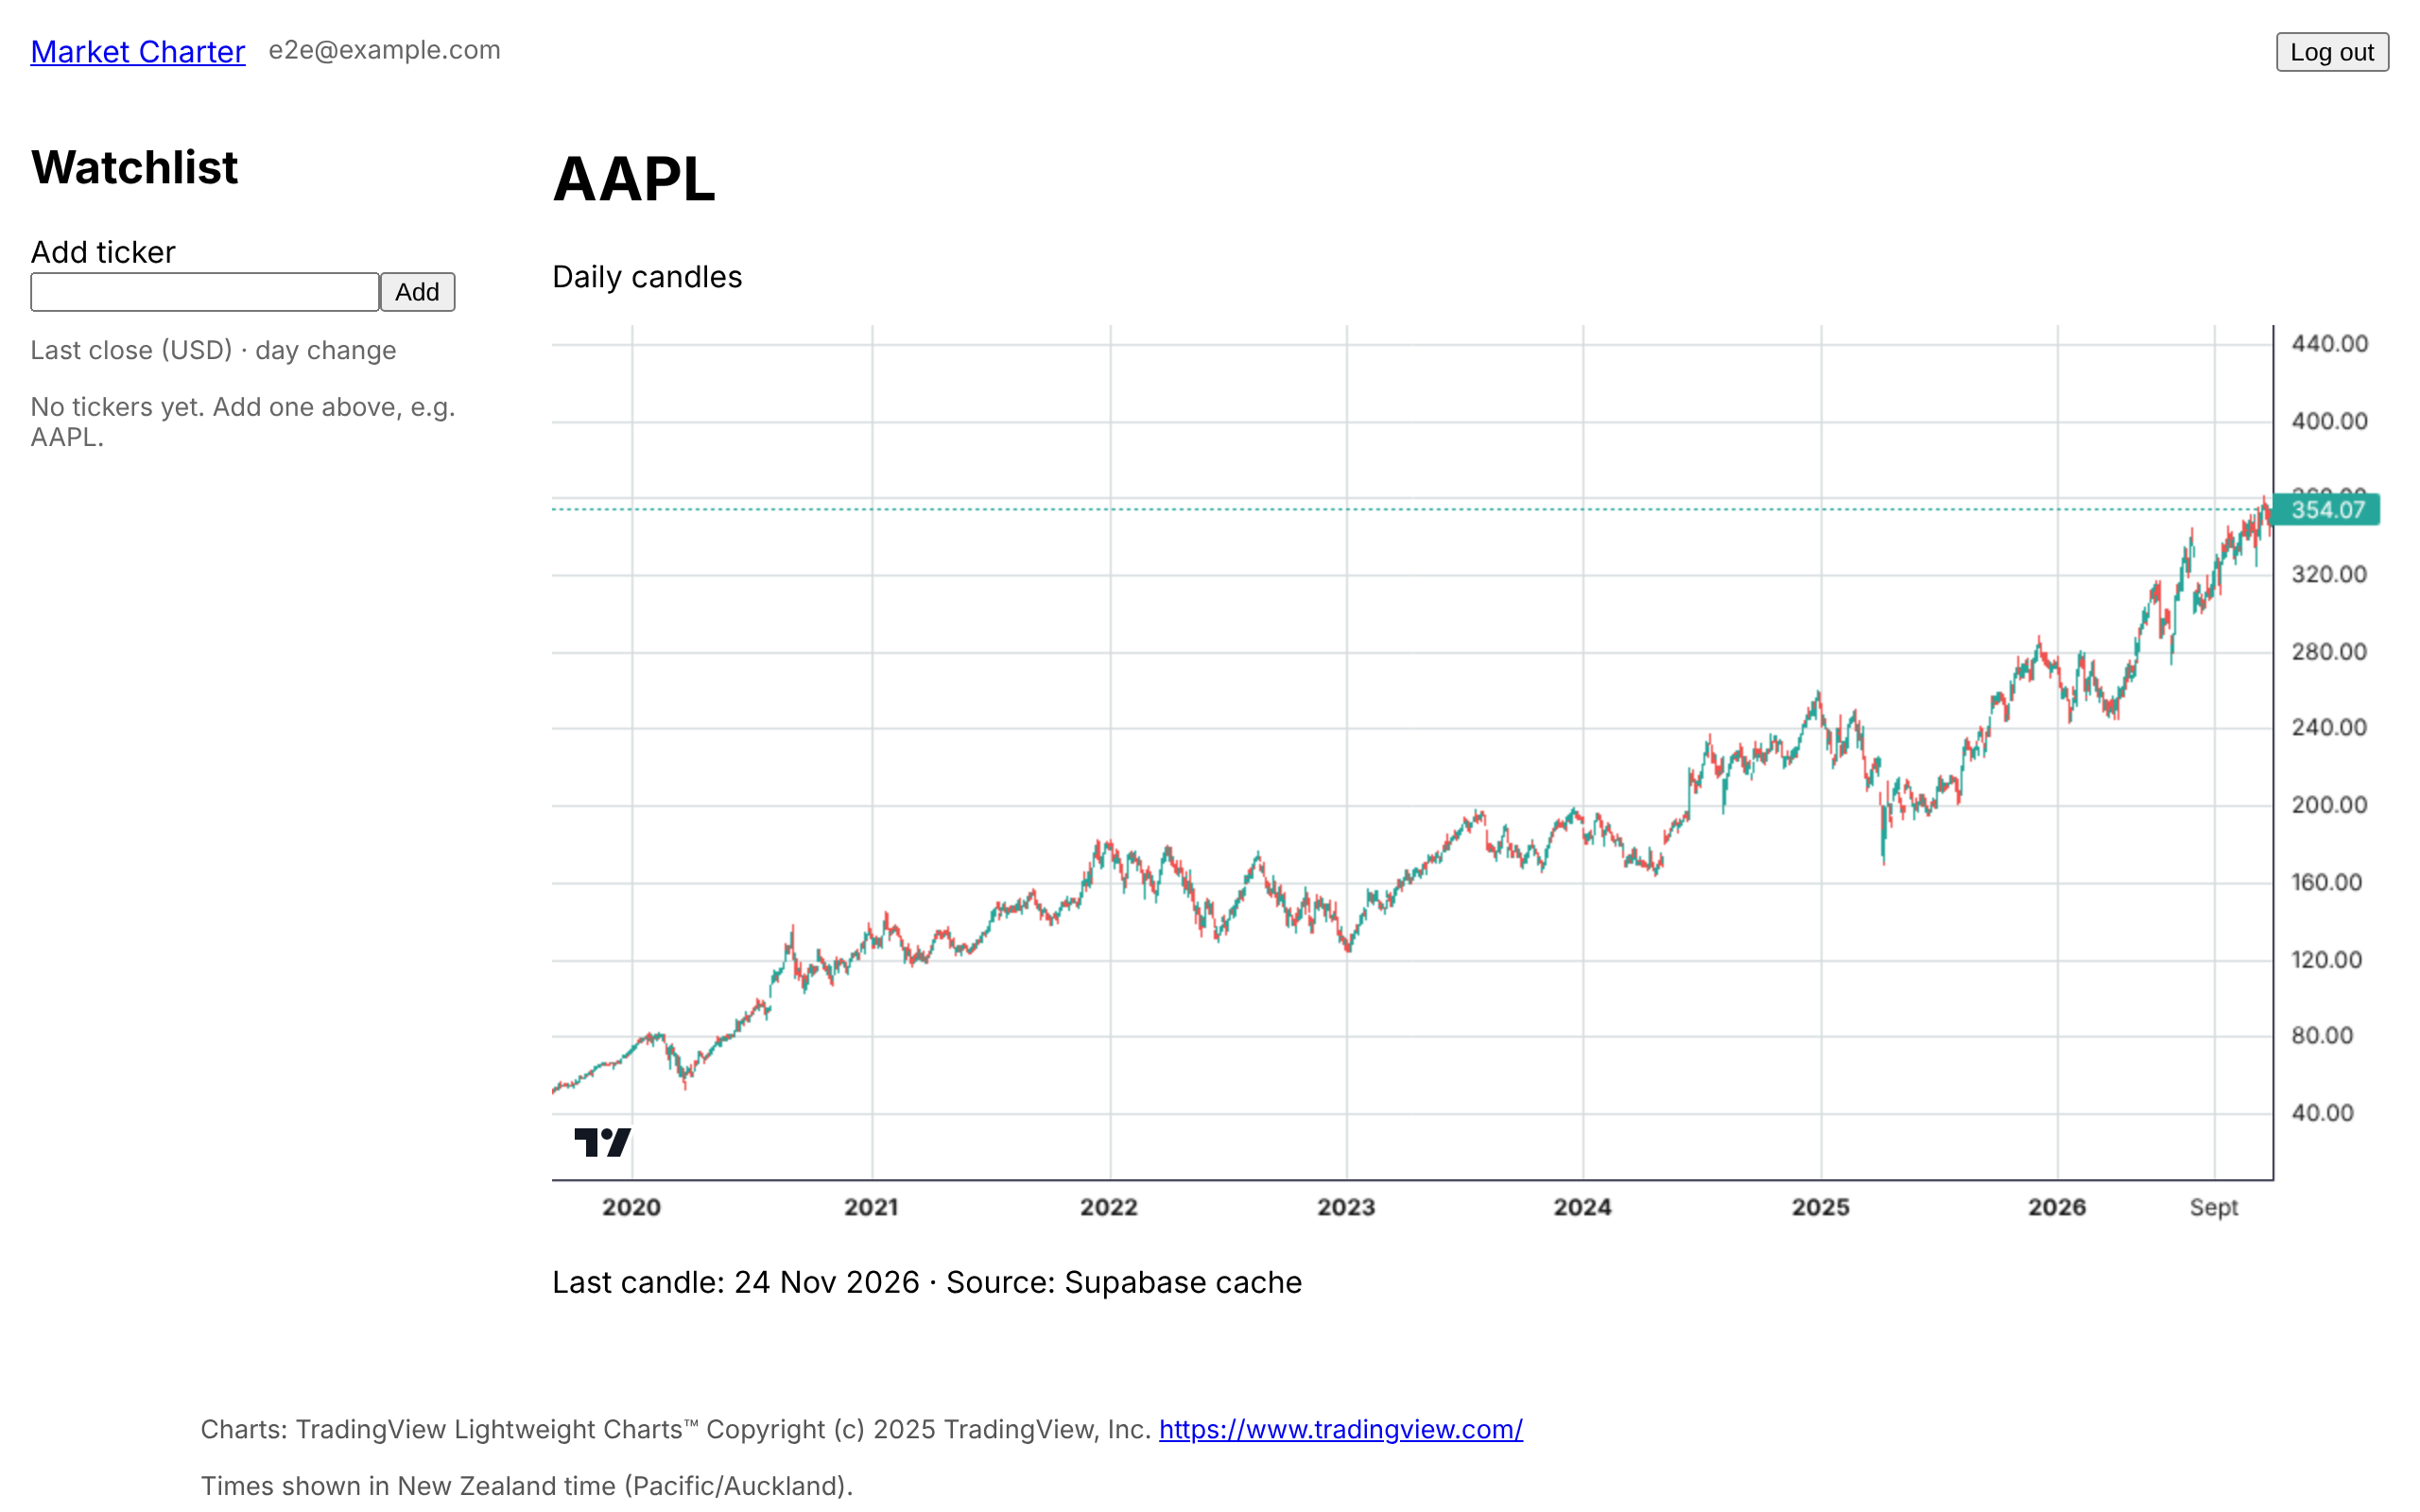 Market Charter e2e@example.com Log out
Watchlist
Add ticker
Add
Last close (USD) · day change
No tickers yet. Add one above, e.g.
AAPL.
AAPL
Daily candles
440.00
400.00
354.07
320.00
280.00
240.00
200.00
160.00
120.00
80.00
40.00
2020 2021 2022 2023 2024 2025 2026 Sept
Last candle: 24 Nov 2026 · Source: Supabase cache
Charts: TradingView Lightweight Charts™ Copyright (c) 2025 TradingView, Inc. https://www.tradingview.com/
Times shown in New Zealand time (Pacific/Auckland).